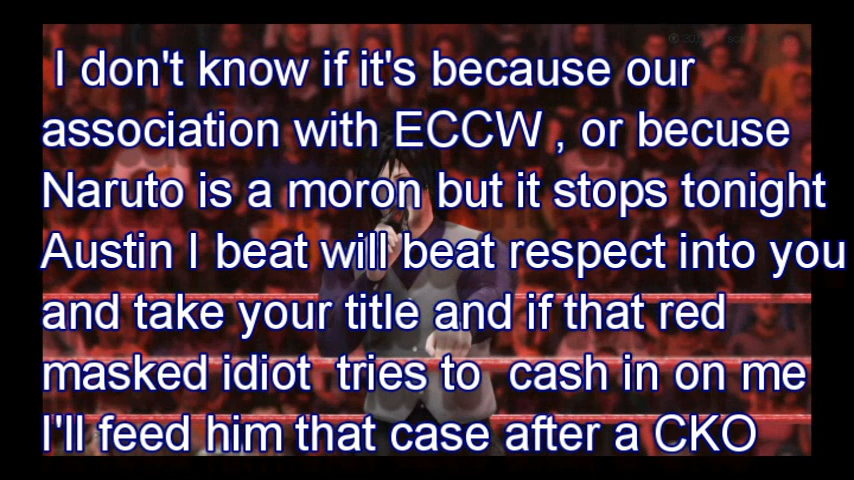 I don't know if it's because our
association with ECCW , or becuse
Naruto is a moron but it stops tonight
Austin I beat will beat respect into you
and take your title and if that red
masked idiot tries to cash in on me
I'll feed him that case after a CKO